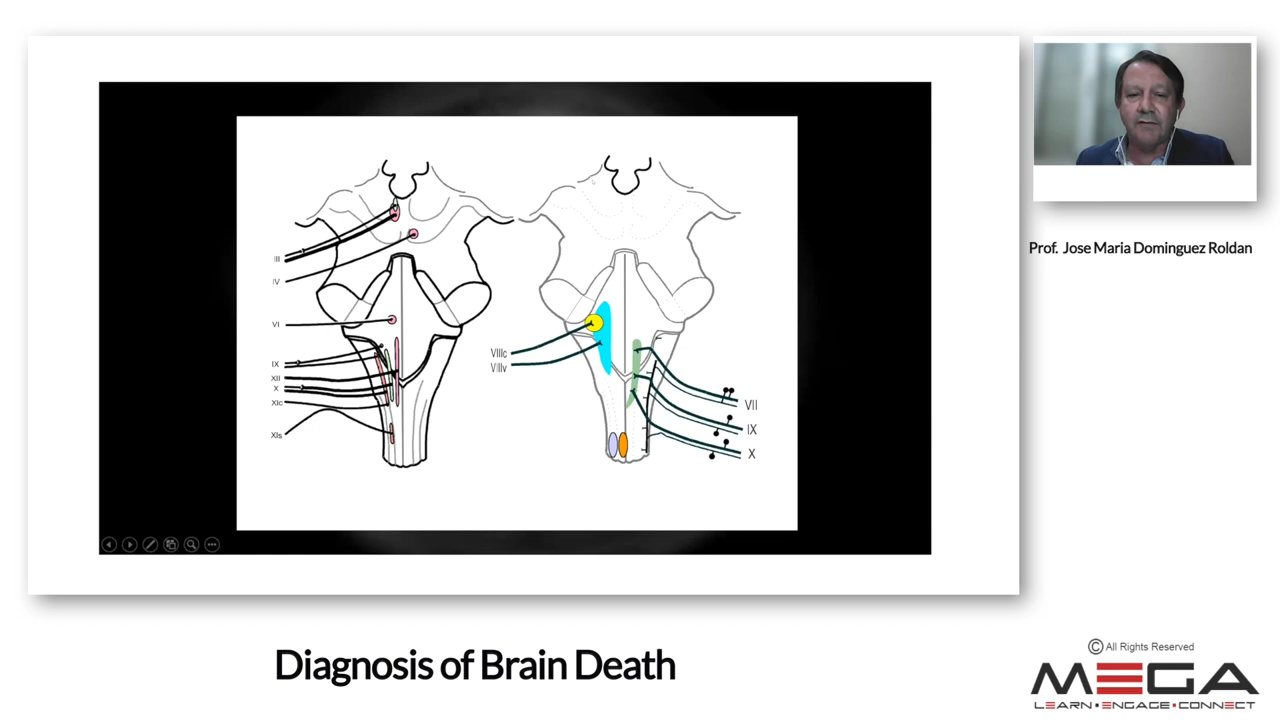 III
IV
VI
IX
XII
X
XIc
XIs
VIIIc
VIIIv
VII
IX
X
Prof. Jose Maria Dominguez Roldan
Diagnosis of Brain Death
© All Rights Reserved
MEGA
LEARN • ENGAGE • CONNECT